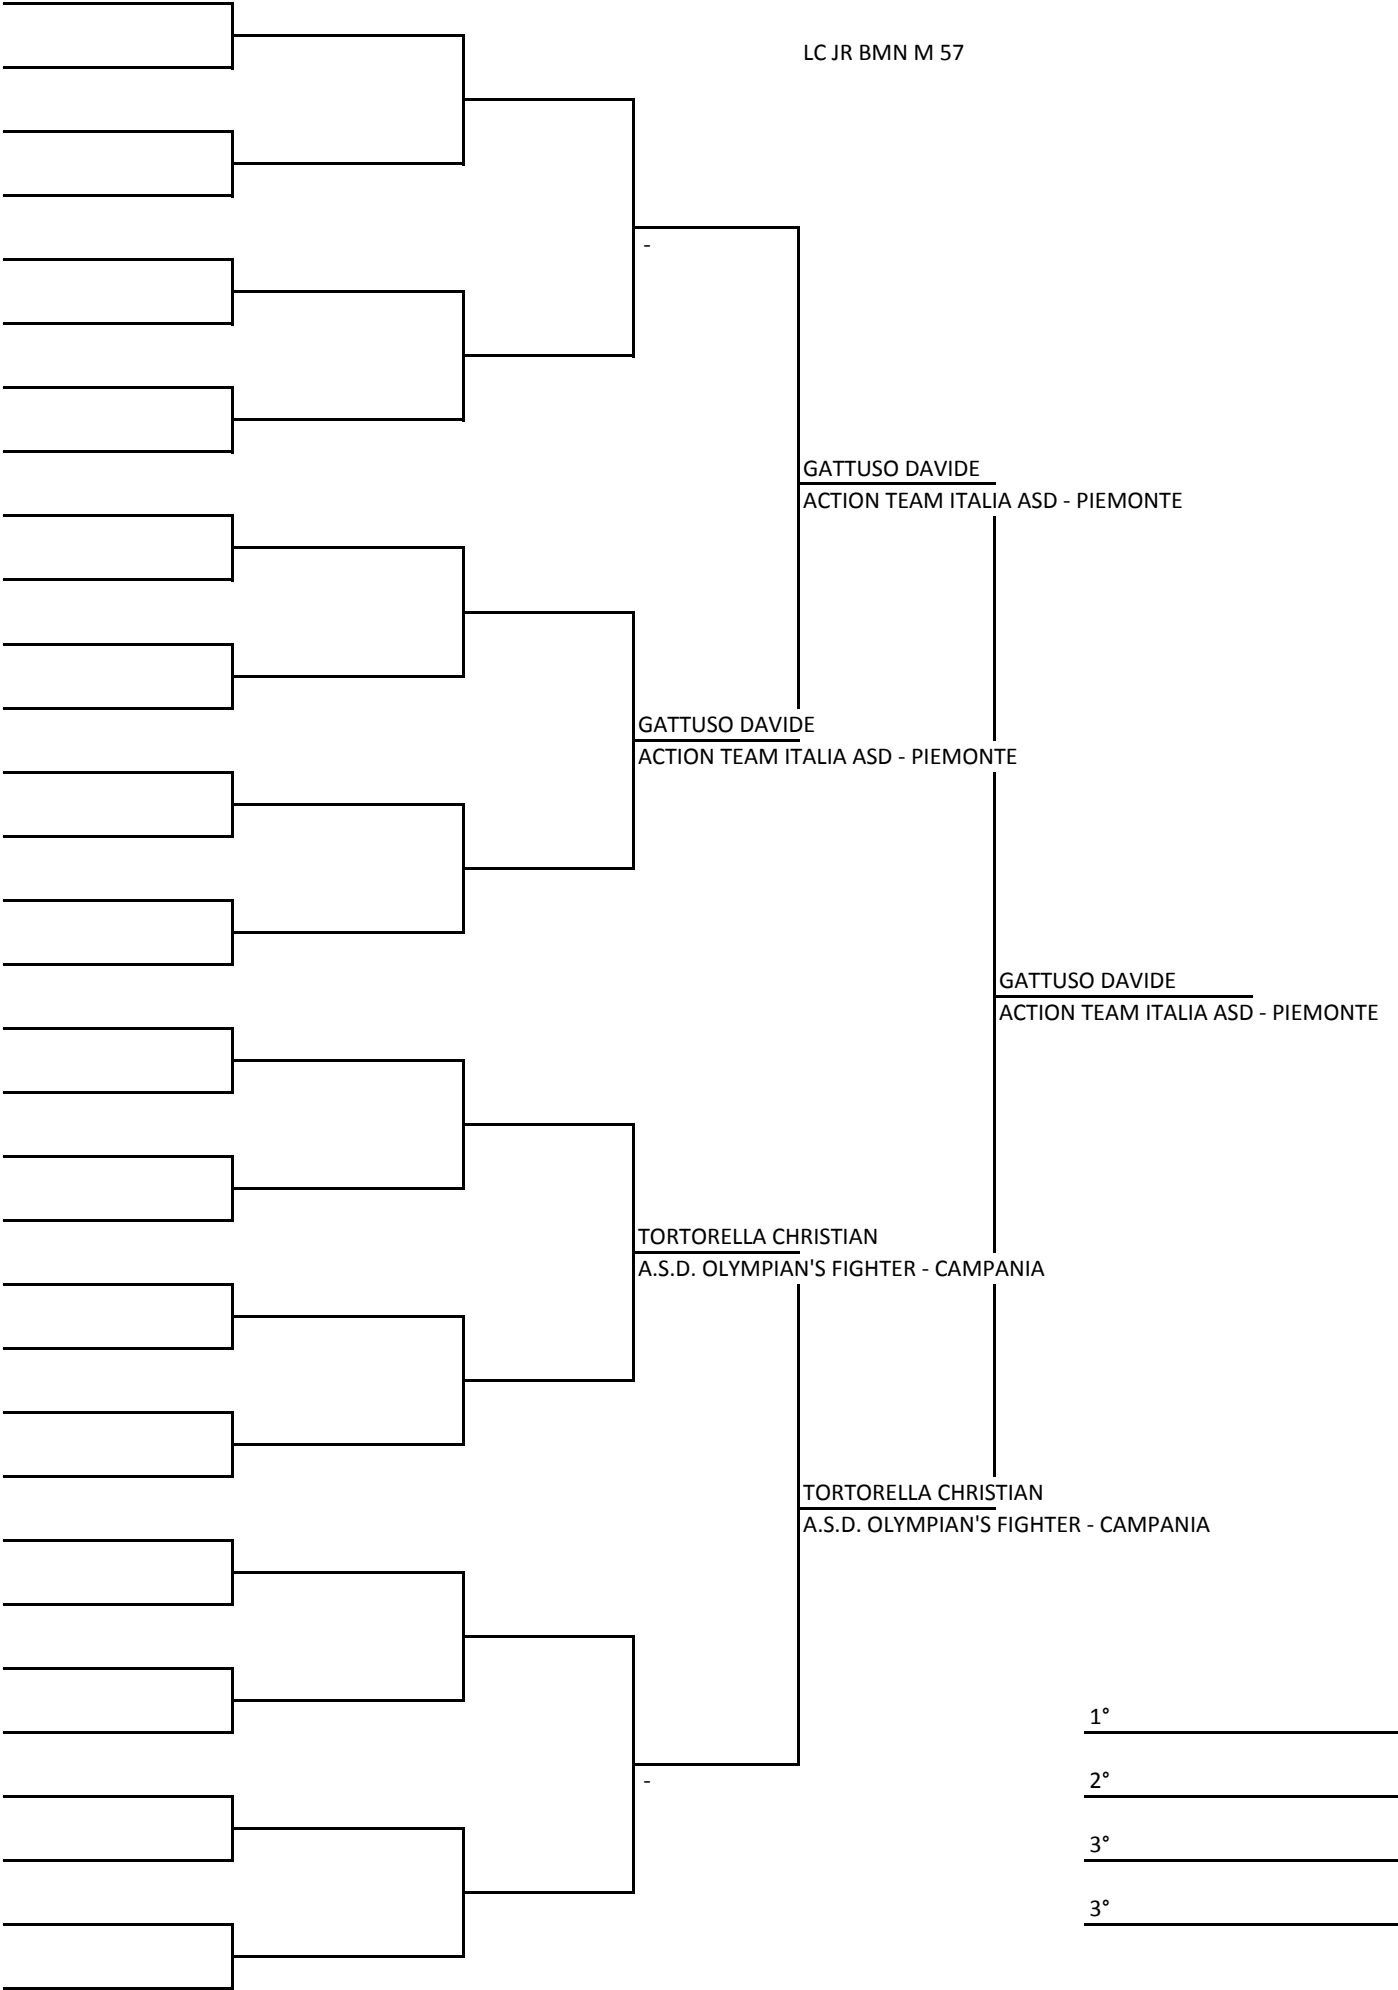 LC JR BMN M 57
-
GATTUSO DAVIDE
ACTION TEAM ITALIA ASD - PIEMONTE
GATTUSO DAVIDE
ACTION TEAM ITALIA ASD - PIEMONTE
GATTUSO DAVIDE
ACTION TEAM ITALIA ASD - PIEMONTE
TORTORELLA CHRISTIAN
A.S.D. OLYMPIAN'S FIGHTER - CAMPANIA
TORTORELLA CHRISTIAN
A.S.D. OLYMPIAN'S FIGHTER - CAMPANIA
1°
-
2°
3°
3°